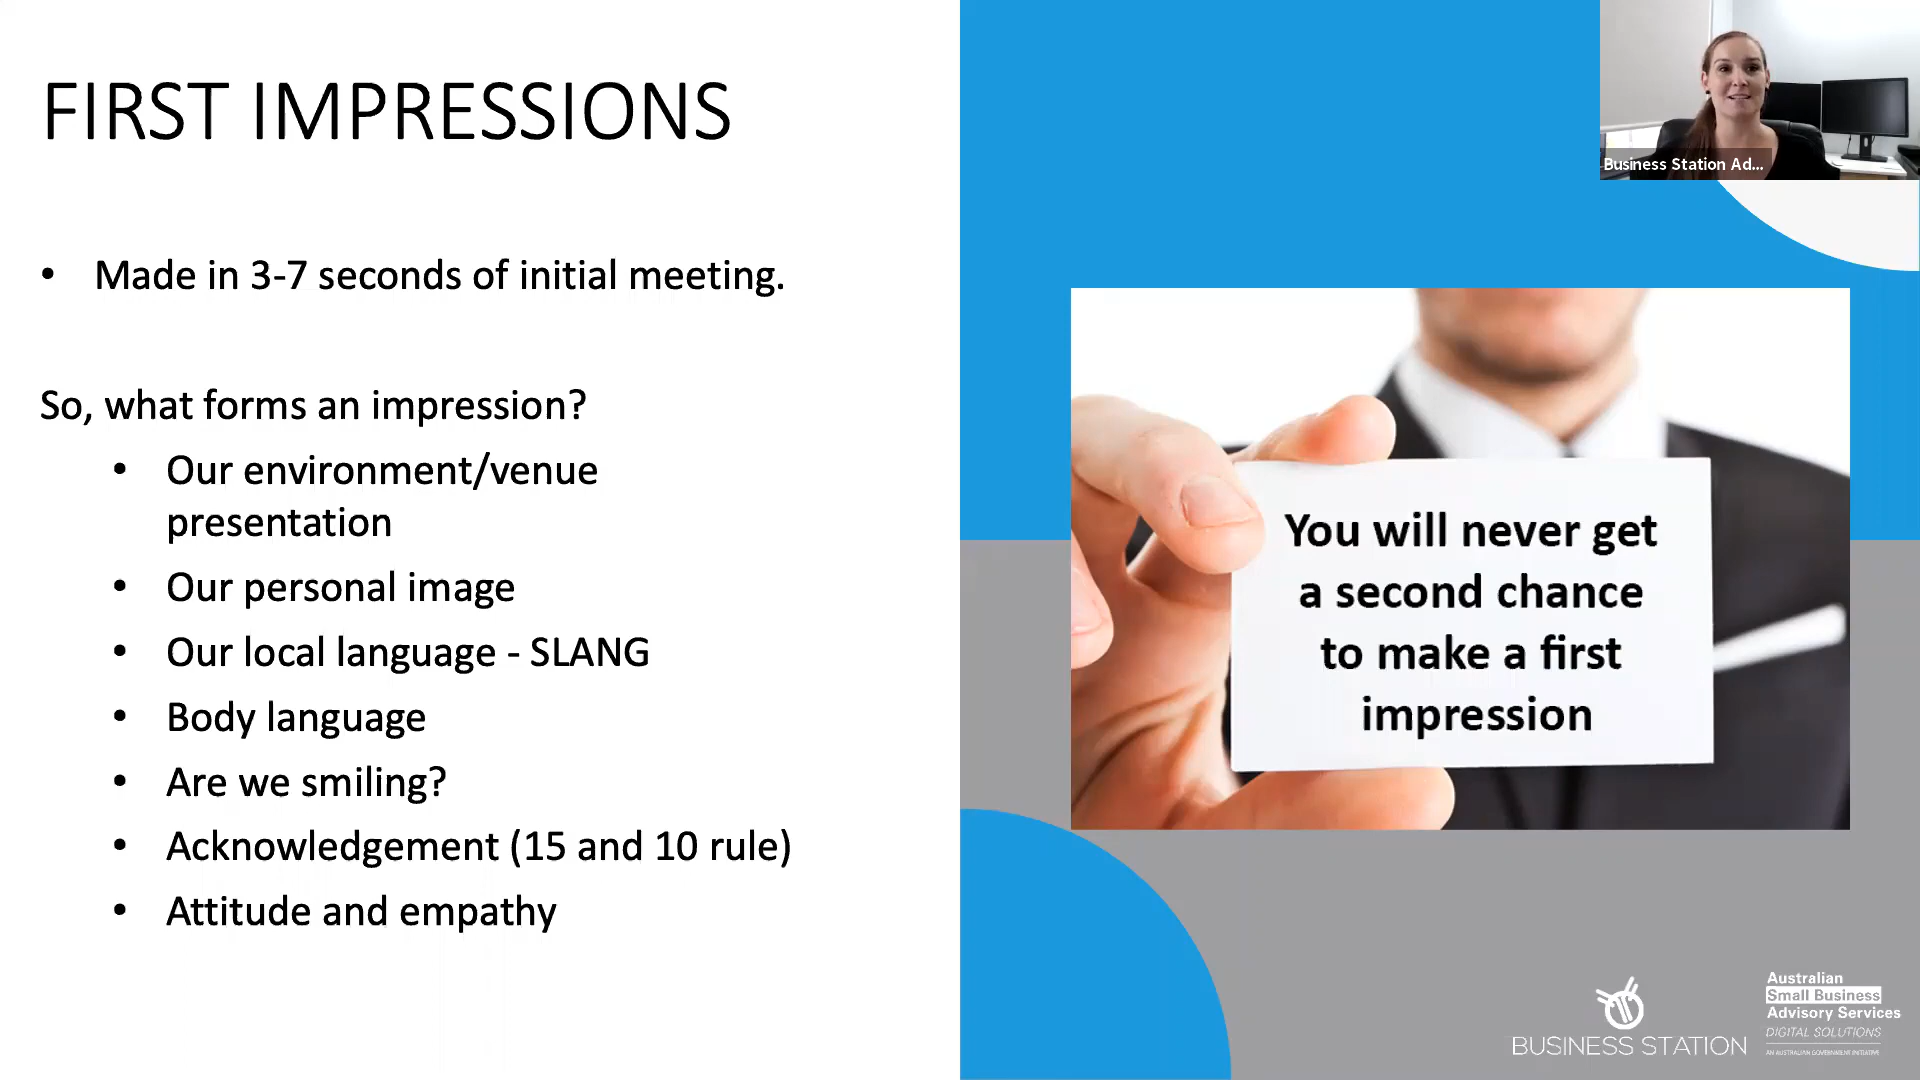 FIRST IMPRESSIONS
• Made in 3-7 seconds of initial meeting.
So, what forms an impression?
• Our environment/venue
presentation
• Our personal image
• Our local language - SLANG
• Body language
• Are we smiling?
• Acknowledgement (15 and 10 rule)
• Attitude and empathy
Business Station Ad...
You will never get
a second chance
to make a first
impression
BUSINESS STATION
Australian
Small Business
Advisory Services
DIGITAL SOLUTIONS
AN AUSTRALIAN GOVERNMENT INITIATIVE